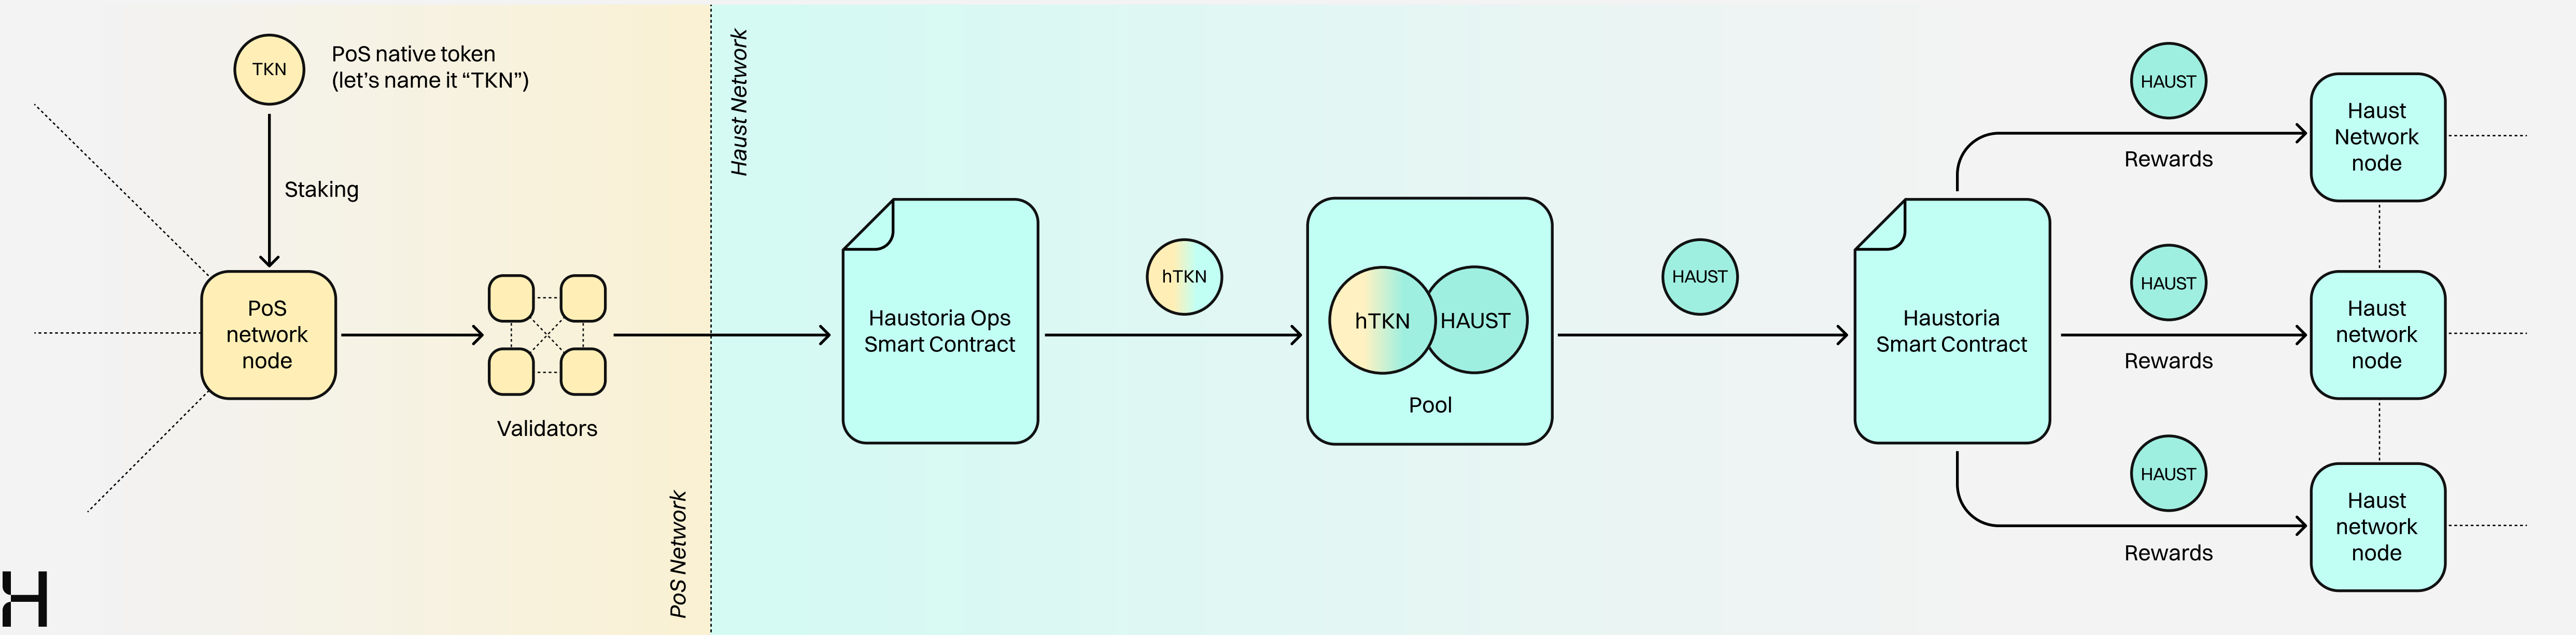 TKN
PoS native token
(let's name it “TKN”)
Staking
PoS
network
node
Validators
PoS Network
Haust Network
Haustoria Ops
Smart Contract
hTKN
hTKN
HAUST
Pool
HAUST
Haustoria
Smart Contract
HAUST
Rewards
Haust
Network
node
HAUST
Rewards
Haust
network
node
HAUST
Rewards
Haust
network
node